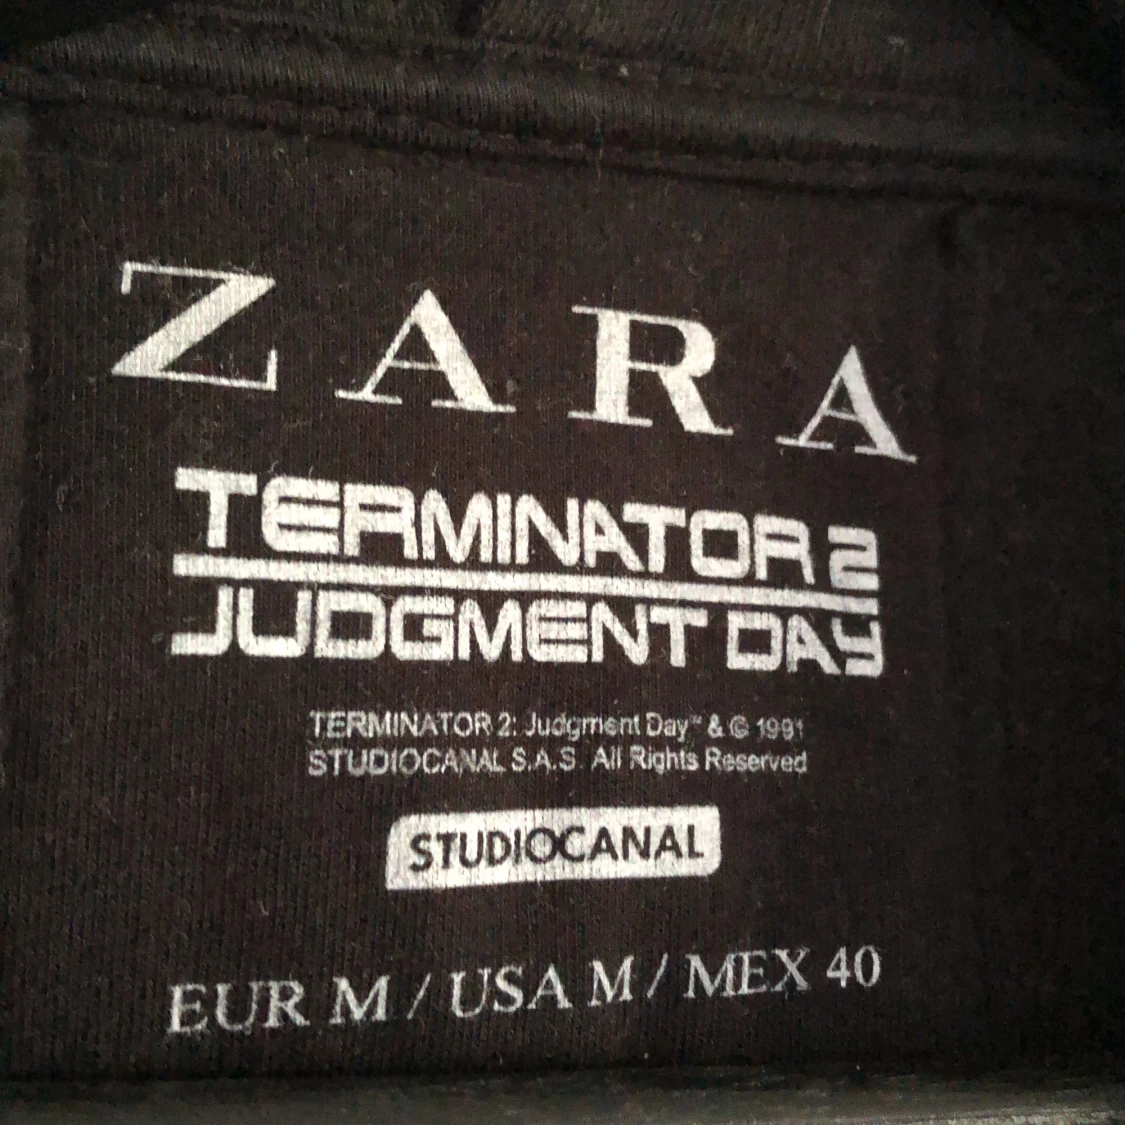 ZARA
TERMINATOR 2
JUDGMENT DAY
TERMINATOR 2: Judgment Day™ & © 1991
STUDIOCANAL S.A.S. All Rights Reserved
STUDIOCANAL
EUR M / USA M / MEX 40